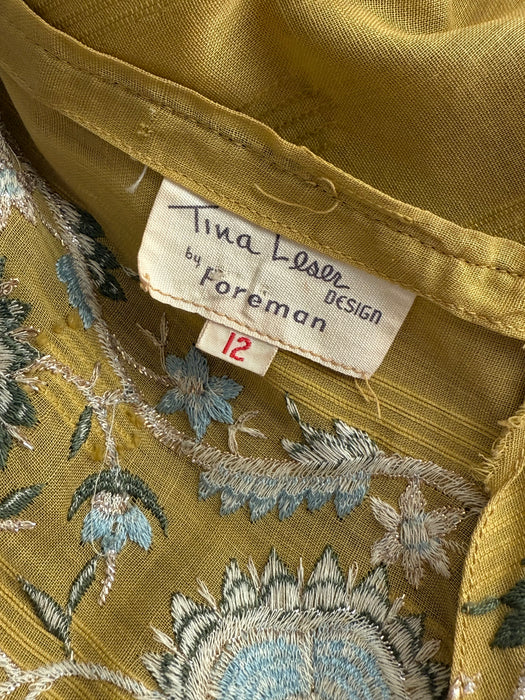 Tina Leser
DESIGN
by Foreman
12